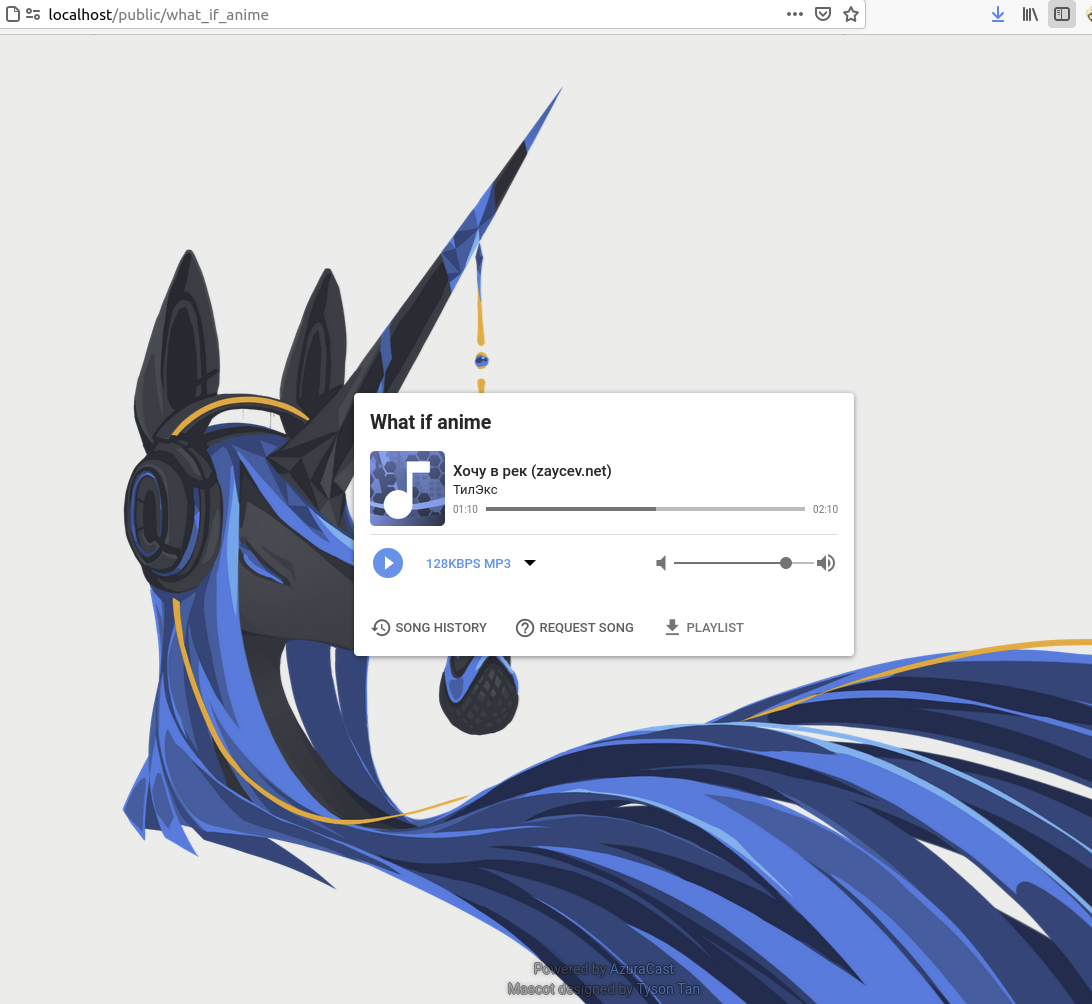 localhost/public/what_if_anime
What if anime
Хочу в рек (zaycev.net)
ТилЭкс
01:10 02:10
128KBPS MP3
SONG HISTORY REQUEST SONG PLAYLIST
Powered by AzuraCast
Mascot designed by Tyson Tan